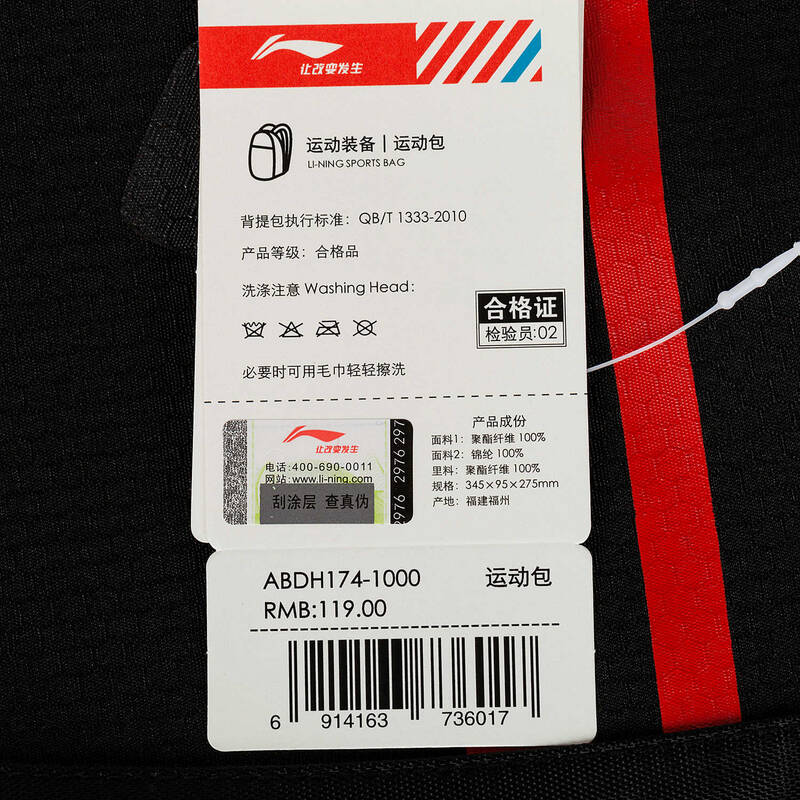 让改变发生
运动装备 | 运动包
LI-NING SPORTS BAG
背提包执行标准：QB/T 1333-2010
产品等级：合格品
洗涤注意 Washing Head：
合格证
检验员:02
必要时可用毛巾轻轻擦洗
让改变发生
电话:400-690-0011
网站:www.li-ning.com
刮涂层 查真伪
2976 2976 297
产品成份
面料1：聚酯纤维 100%
面料2：锦纶 100%
里料：聚酯纤维 100%
规格：345×95×275mm
产地：福建福州
ABDH174-1000 运动包
RMB:119.00
6 914163 736017